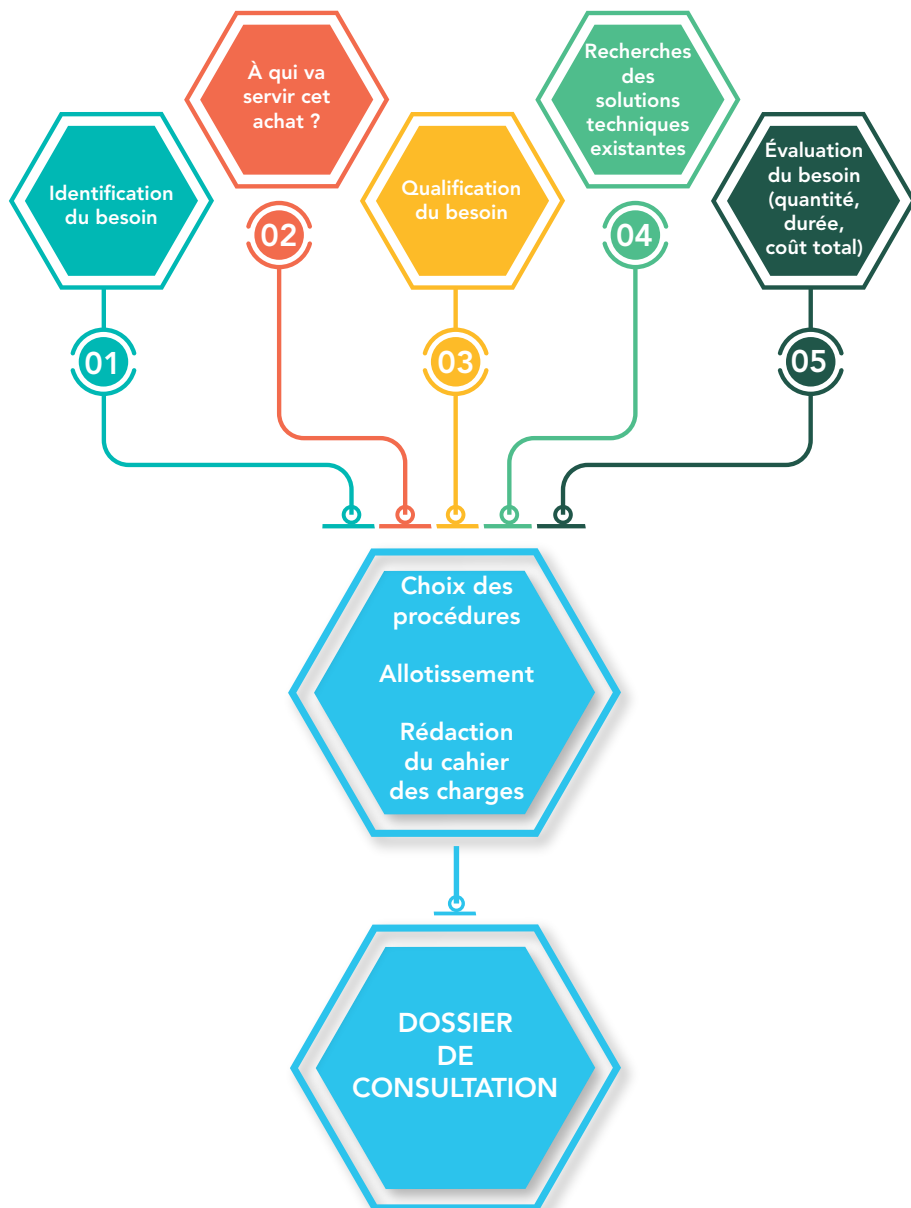 Identification
du besoin
01
À qui va
servir cet
achat ?
02
Qualification
du besoin
03
Recherches
des
solutions
techniques
existantes
04
Évaluation
du besoin
(quantité,
durée,
coût total)
05
Choix des
procédures
Allotissement
Rédaction
du cahier
des charges
DOSSIER
DE
CONSULTATION